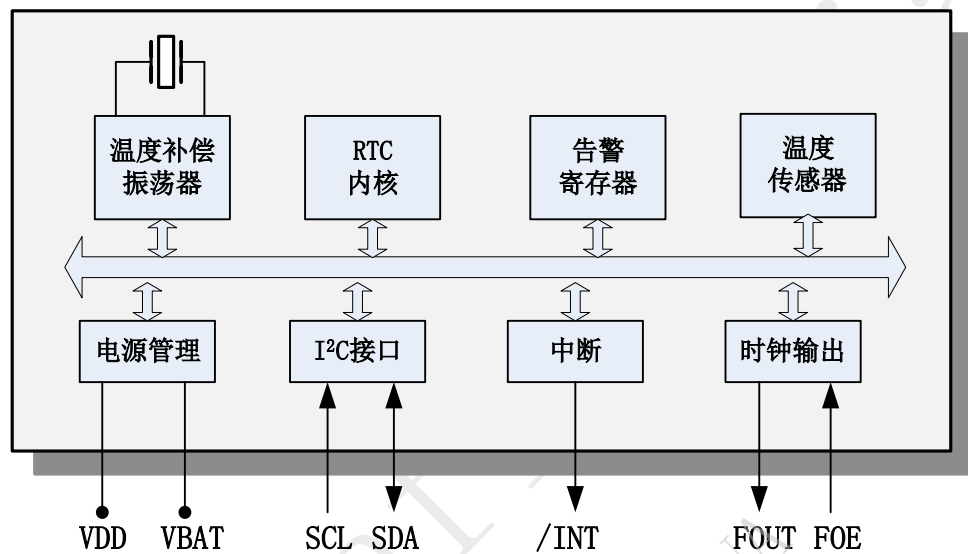 温度补偿
振荡器
RTC
内核
告警
寄存器
温度
传感器
电源管理
I²C接口
中断
时钟输出
VDD
VBAT
SCL
SDA
/INT
FOUT
FOE